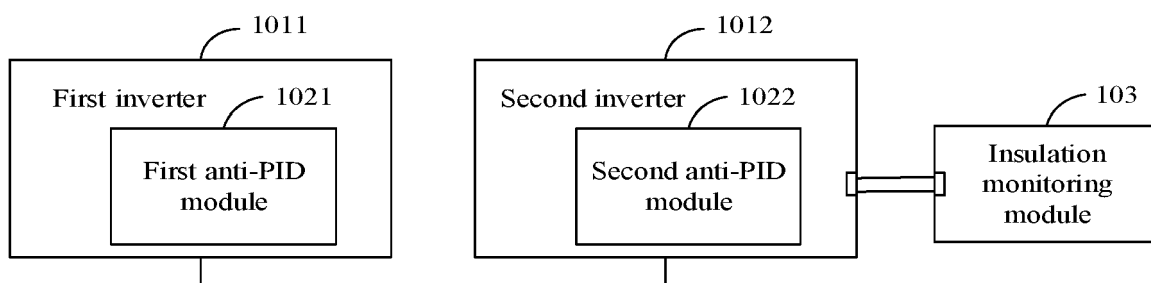 1011
1012
First inverter
1021
Second inverter
1022
103
First anti-PID
module
Second anti-PID
module
Insulation
monitoring
module